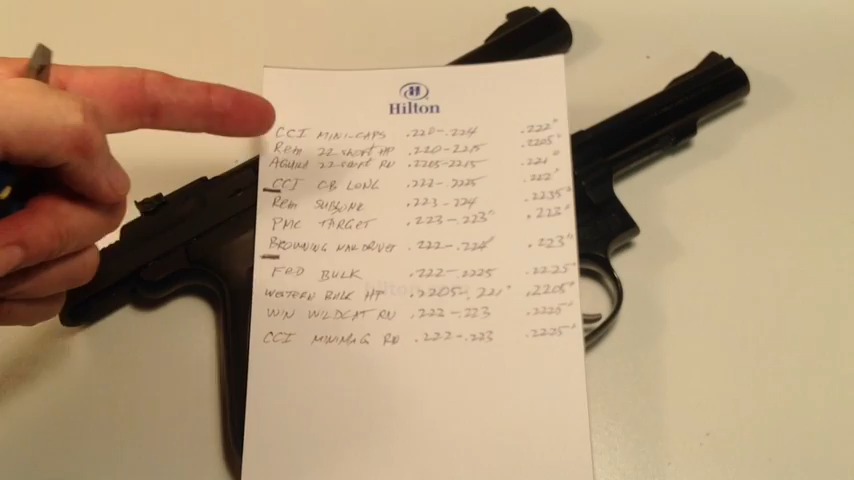 Hilton
CCI MINI-CAPS .220-.224 .222"
REM 22 SHORT HP .220-.2215 .2205"
AGUILA 22 SHORT RN .2205-.2215 .221"
CCI CB LONG .222-.2225 .222"
REM SUBSONIC .223-.224 .2235"
PMC TARGET .223-.223" .223"
BROWNING .222-.224" .223"
FED BULK .222-.2225 .2225"
WESTERN BULK HP .2205-.221" .2205"
WIN WILDCAT RN .222-.223 .2225"
CCI MINIMAG RN .222-.223 .2225"